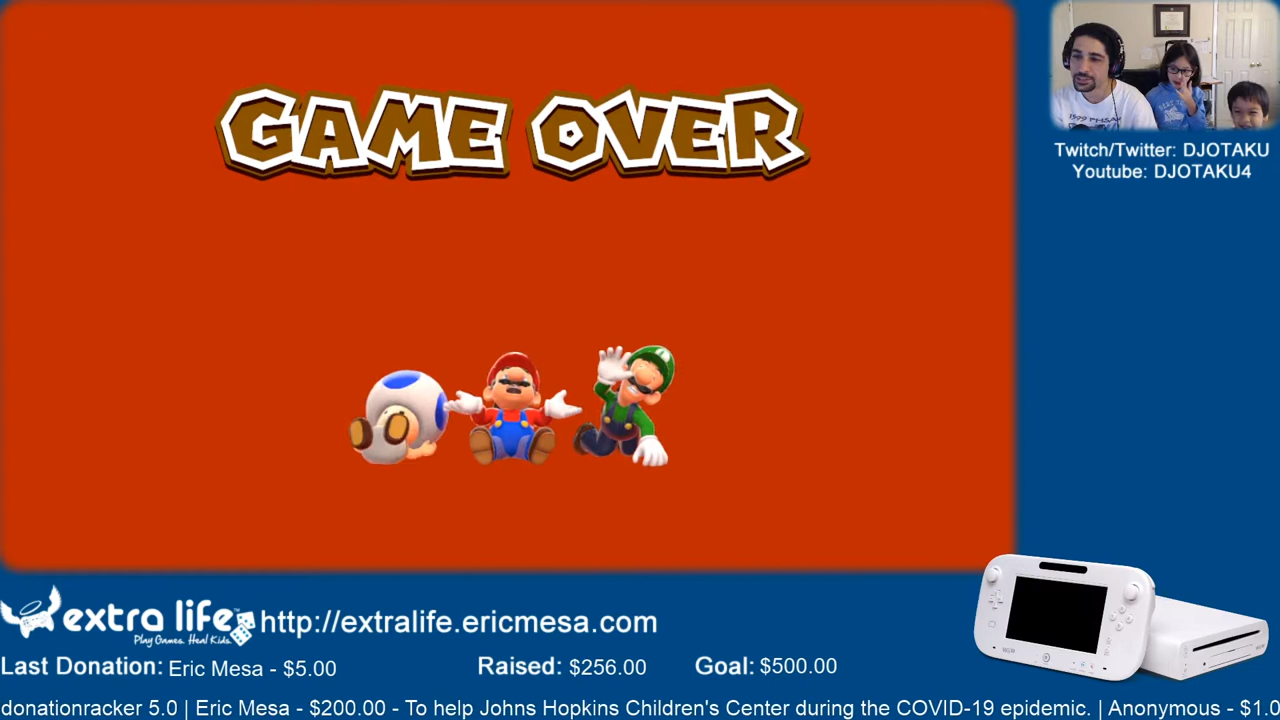 GAME OVER
Twitch/Twitter: DJOTAKU
Youtube: DJOTAKU4
extra life
Play Games. Heal Kids.
http://extralife.ericmesa.com
Last Donation: Eric Mesa - $5.00
Raised: $256.00
Goal: $500.00
donationracker 5.0 | Eric Mesa - $200.00 - To help Johns Hopkins Children's Center during the COVID-19 epidemic. | Anonymous - $1.0